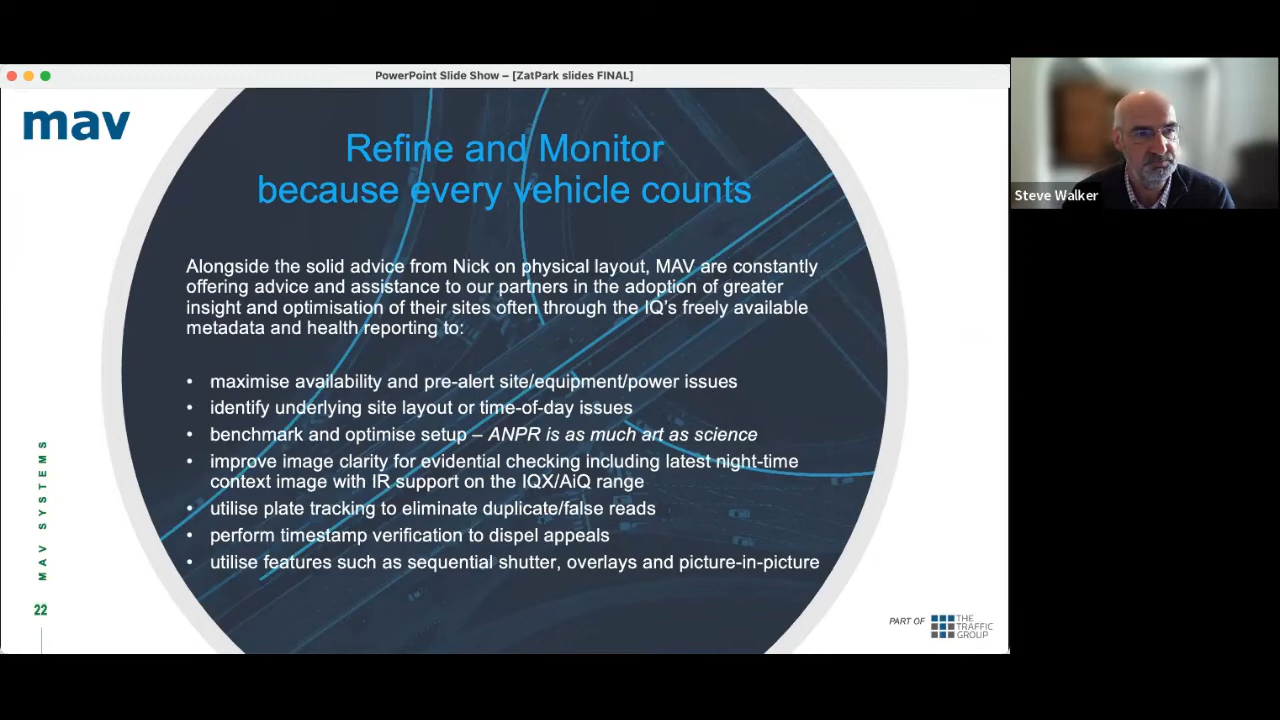 PowerPoint Slide Show – [ZatPark slides FINAL]
mav
Refine and Monitor
because every vehicle counts
Alongside the solid advice from Nick on physical layout, MAV are constantly
offering advice and assistance to our partners in the adoption of greater
insight and optimisation of their sites often through the IQ's freely available
metadata and health reporting to:
• maximise availability and pre-alert site/equipment/power issues
• identify underlying site layout or time-of-day issues
• benchmark and optimise setup – ANPR is as much art as science
• improve image clarity for evidential checking including latest night-time
context image with IR support on the IQX/AiQ range
• utilise plate tracking to eliminate duplicate/false reads
• perform timestamp verification to dispel appeals
• utilise features such as sequential shutter, overlays and picture-in-picture
MAV SYSTEMS
22
PART OF
THE
TRAFFIC
GROUP
Steve Walker